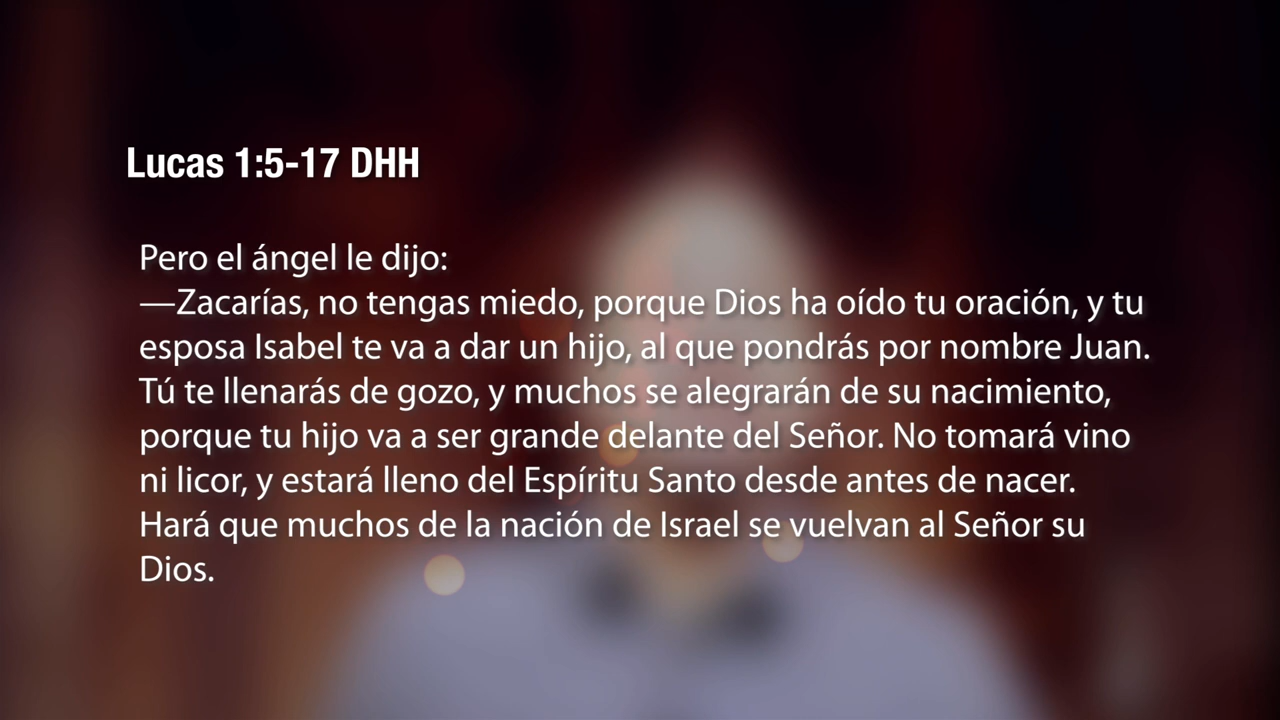 Lucas 1:5-17 DHH
Pero el ángel le dijo:
—Zacarías, no tengas miedo, porque Dios ha oído tu oración, y tu
esposa Isabel te va a dar un hijo, al que pondrás por nombre Juan.
Tú te llenarás de gozo, y muchos se alegrarán de su nacimiento,
porque tu hijo va a ser grande delante del Señor. No tomará vino
ni licor, y estará lleno del Espíritu Santo desde antes de nacer.
Hará que muchos de la nación de Israel se vuelvan al Señor su
Dios.